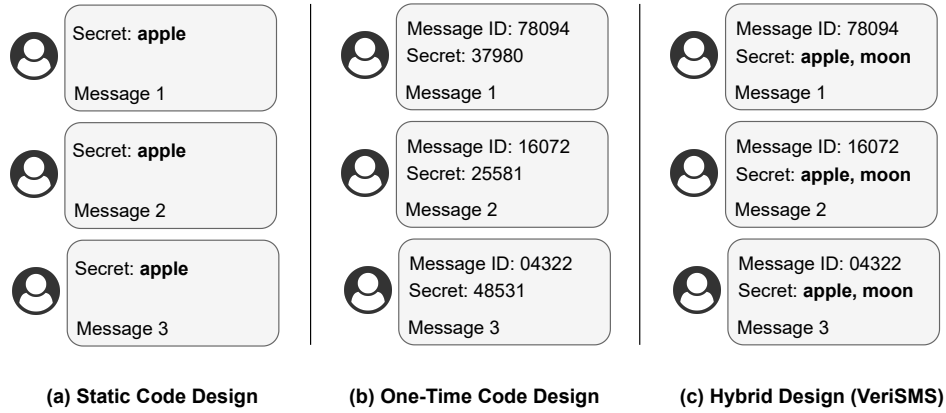 Secret: apple
Message 1
Secret: apple
Message 2
Secret: apple
Message 3
(a) Static Code Design
Message ID: 78094
Secret: 37980
Message 1
Message ID: 16072
Secret: 25581
Message 2
Message ID: 04322
Secret: 48531
Message 3
(b) One-Time Code Design
Message ID: 78094
Secret: apple, moon
Message 1
Message ID: 16072
Secret: apple, moon
Message 2
Message ID: 04322
Secret: apple, moon
Message 3
(c) Hybrid Design (VeriSMS)